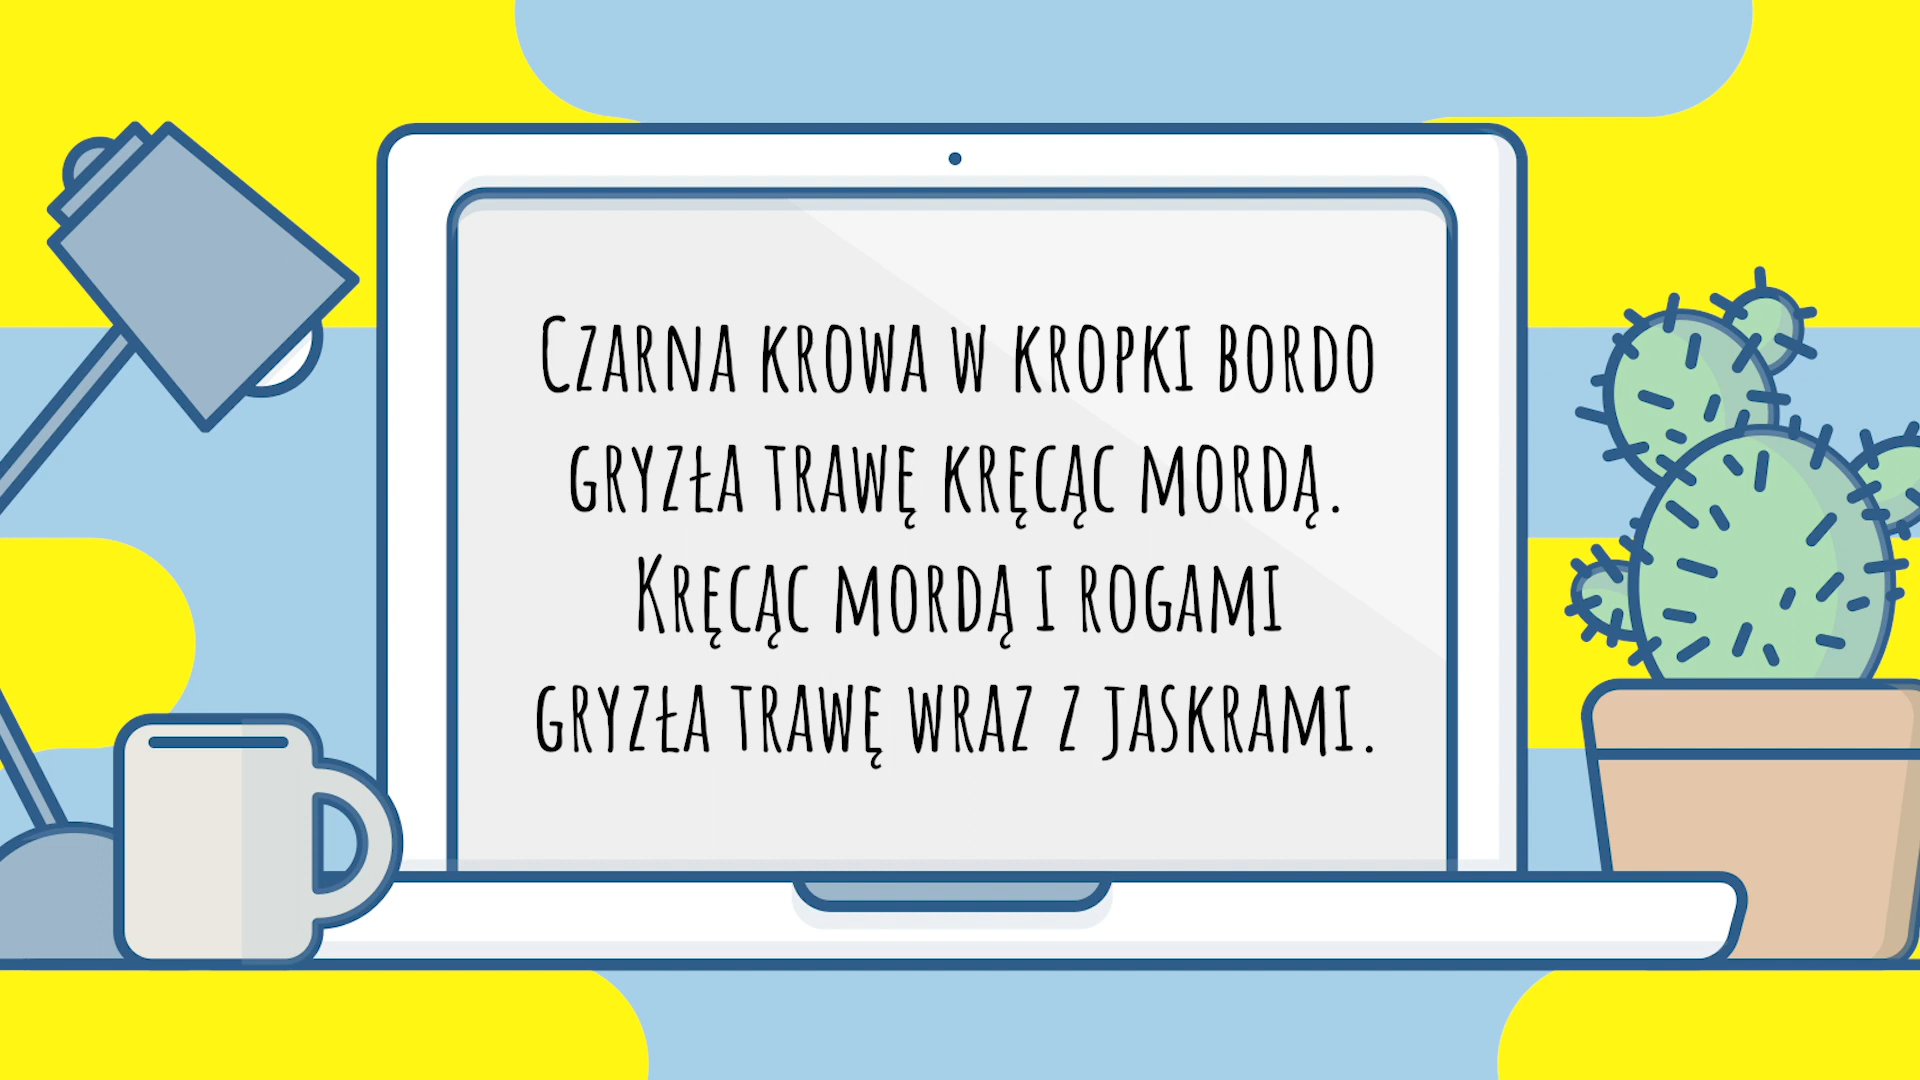 Czarna krowa w kropki bordo
gryzła trawę kręcąc mordą.
Kręcąc mordą i rogami
gryzła trawę wraz z jaskrami.